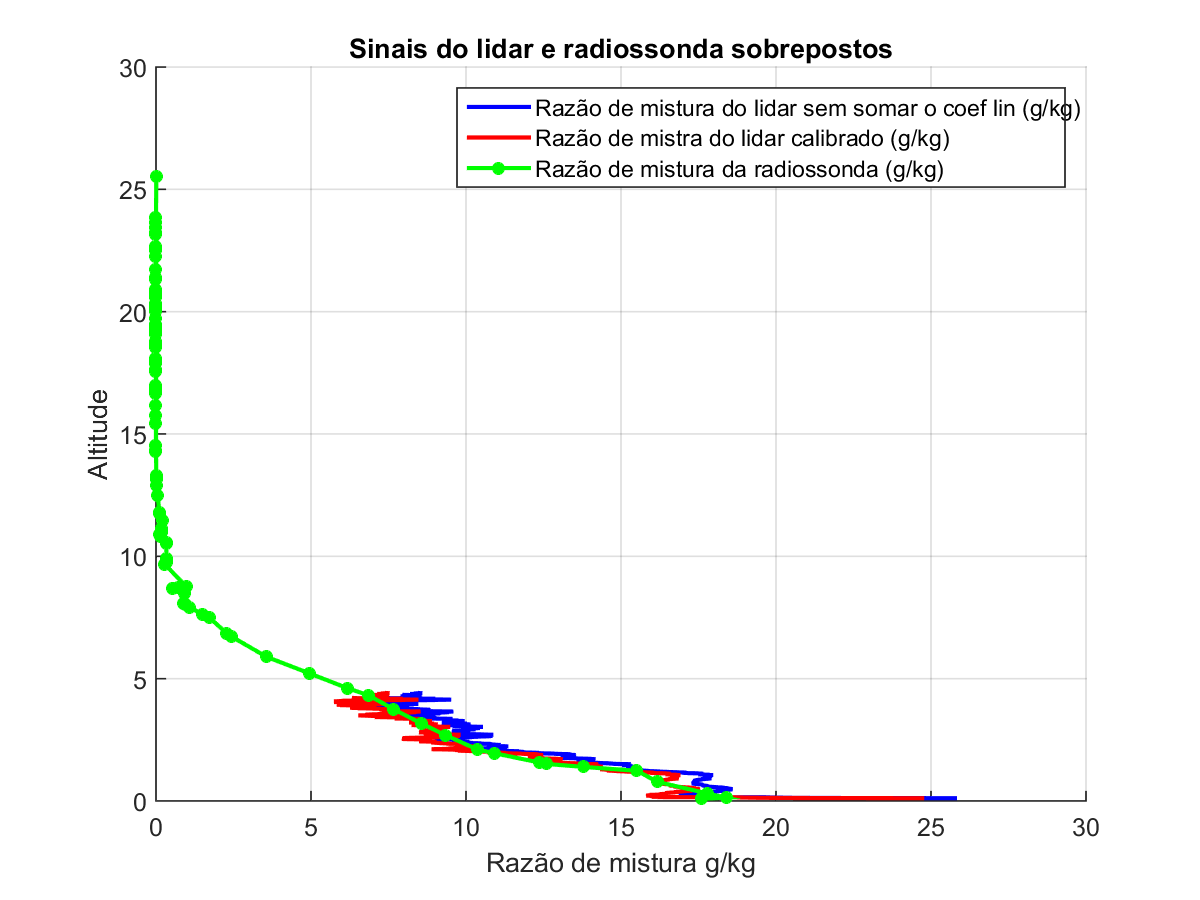 Sinais do lidar e radiossonda sobrepostos
30
Razão de mistura do lidar sem somar o coef lin (g/kg)
Razão de mistra do lidar calibrado (g/kg)
Razão de mistura da radiossonda (g/kg)
25
20
15
Altitude
10
5
0
0 5 10 15 20 25 30
Razão de mistura g/kg